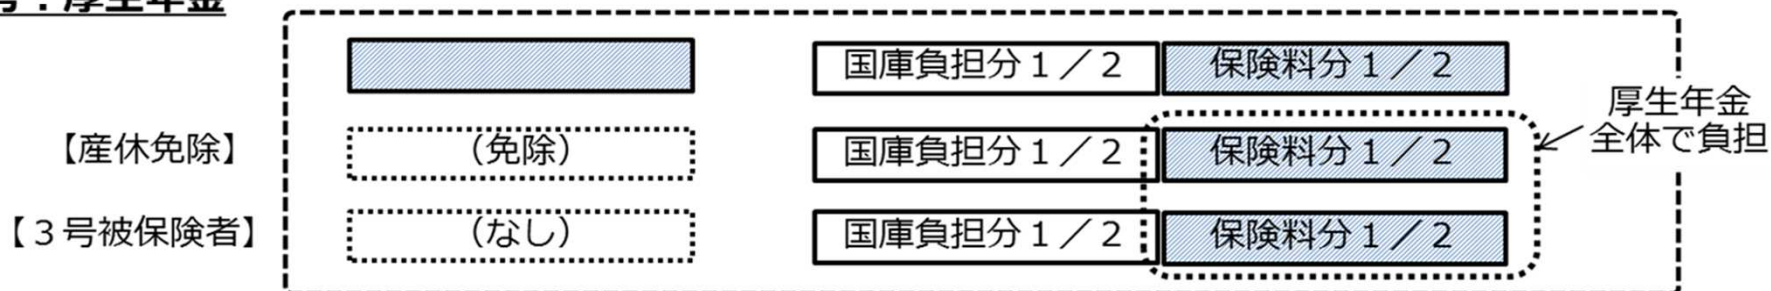 号：厚生年金
国庫負担分１／２ 保険料分１／２
厚生年金
全体で負担
【産休免除】 （免除） 国庫負担分１／２ 保険料分１／２
【３号被保険者】 （なし） 国庫負担分１／２ 保険料分１／２